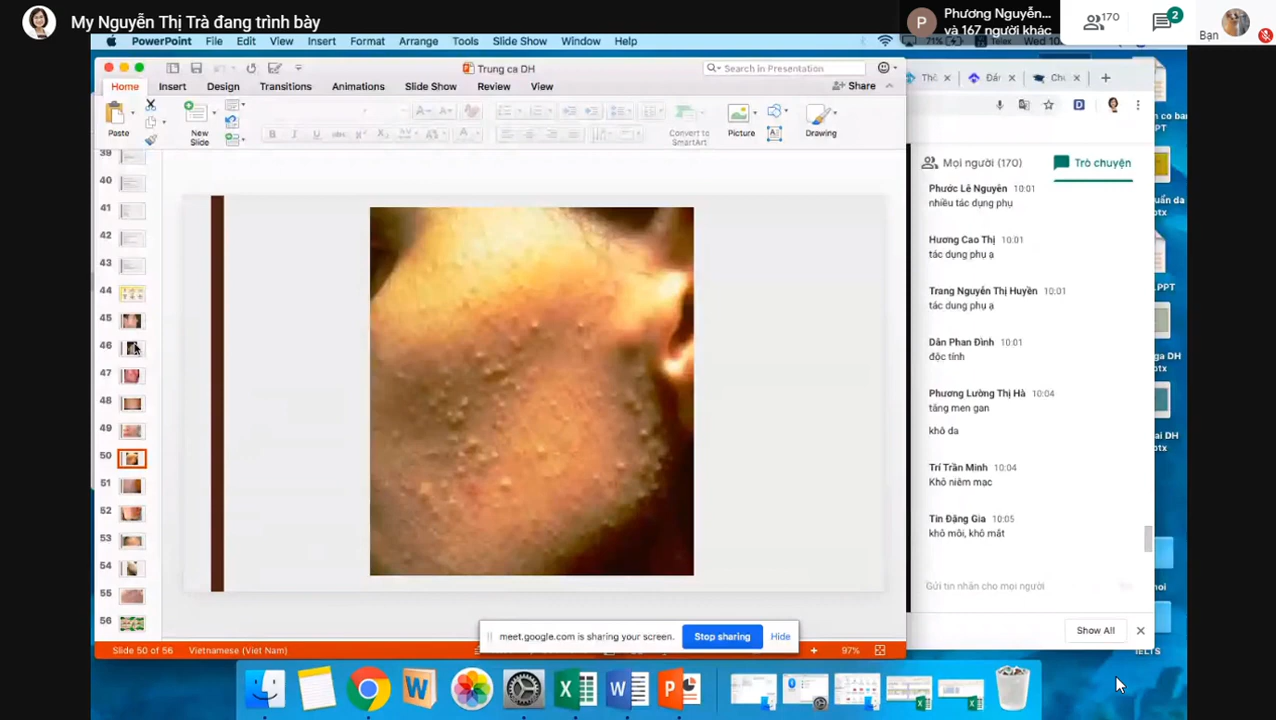 My Nguyễn Thị Trà đang trình bày
P
Phương Nguyễn...
và 167 người khác
170
2
Bạn
PowerPoint File Edit View Insert Format Arrange Tools Slide Show Window Help
71%
Trung ca DH
Search in Presentation
Home Insert Design Transitions Animations Slide Show Review View
Share
Paste
New
Slide
Convert to
SmartArt
Picture
Drawing
39
40
41
42
43
44
45
46
47
48
49
50
51
52
53
54
55
56
Mọi người (170)
Trò chuyện
Phước Lê Nguyên 10:01
nhiều tác dụng phụ
Hương Cao Thị 10:01
tác dụng phụ ạ
Trang Nguyễn Thị Huyền 10:01
tác dung phụ ạ
Dân Phan Đình 10:01
độc tính
Phương Lường Thị Hà 10:04
tăng men gan
khô da
Trí Trần Minh 10:04
Khô niêm mạc
Tin Đặng Gia 10:05
khô môi, khô mắt
Gửi tin nhắn cho mọi người
Show All
meet.google.com is sharing your screen.
Stop sharing
Hide
Slide 50 of 56
Vietnamese (Viet Nam)
97%
IELTS